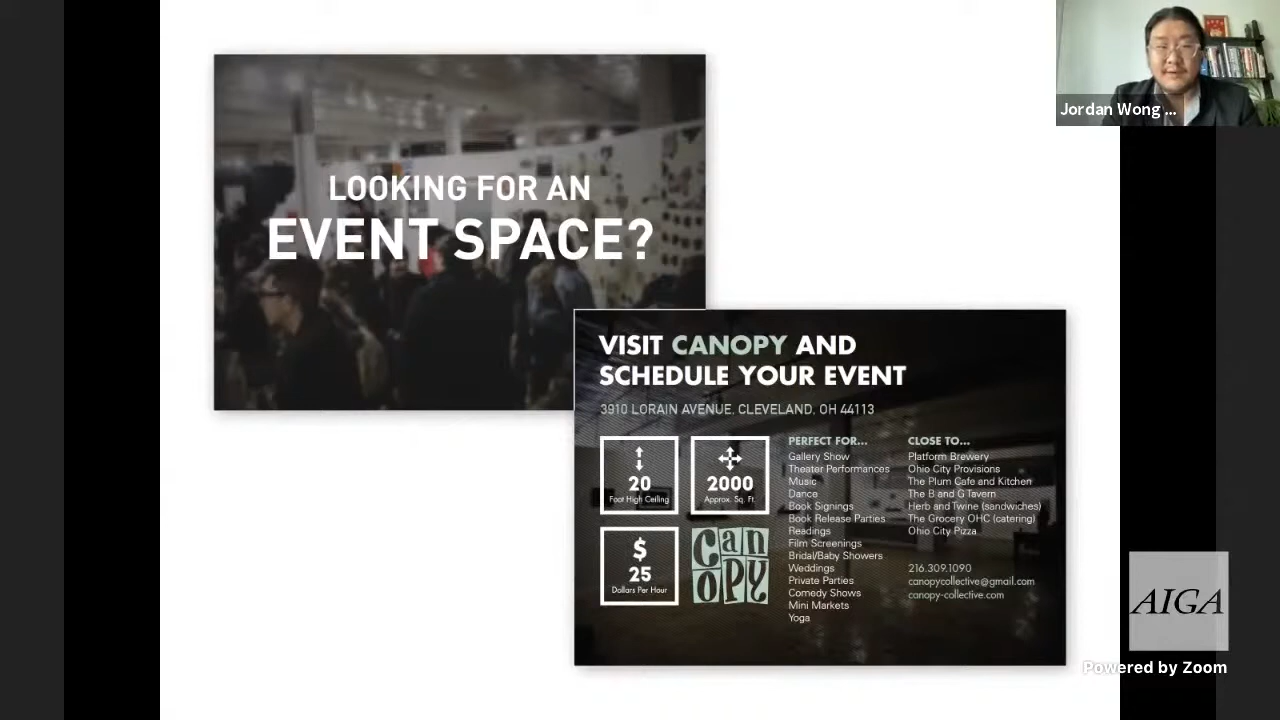 Jordan Wong ...
LOOKING FOR AN
EVENT SPACE?
VISIT CANOPY AND
SCHEDULE YOUR EVENT
3910 LORAIN AVENUE, CLEVELAND, OH 44113
20
Foot High Ceiling
2000
Approx. Sq. Ft.
$
25
Dollars Per Hour
CanOPY
PERFECT FOR...
Gallery Show
Theater Performances
Music
Dance
Book Signings
Book Release Parties
Readings
Film Screenings
Bridal/Baby Showers
Weddings
Private Parties
Comedy Shows
Mini Markets
Yoga
CLOSE TO...
Platform Brewery
Ohio City Provisions
The Plum Cafe and Kitchen
The B and G Tavern
Herb and Twine (sandwiches)
The Grocery OHC (catering)
Ohio City Pizza
216.309.1090
canopycollective@gmail.com
canopy-collective.com
AIGA
Powered by Zoom